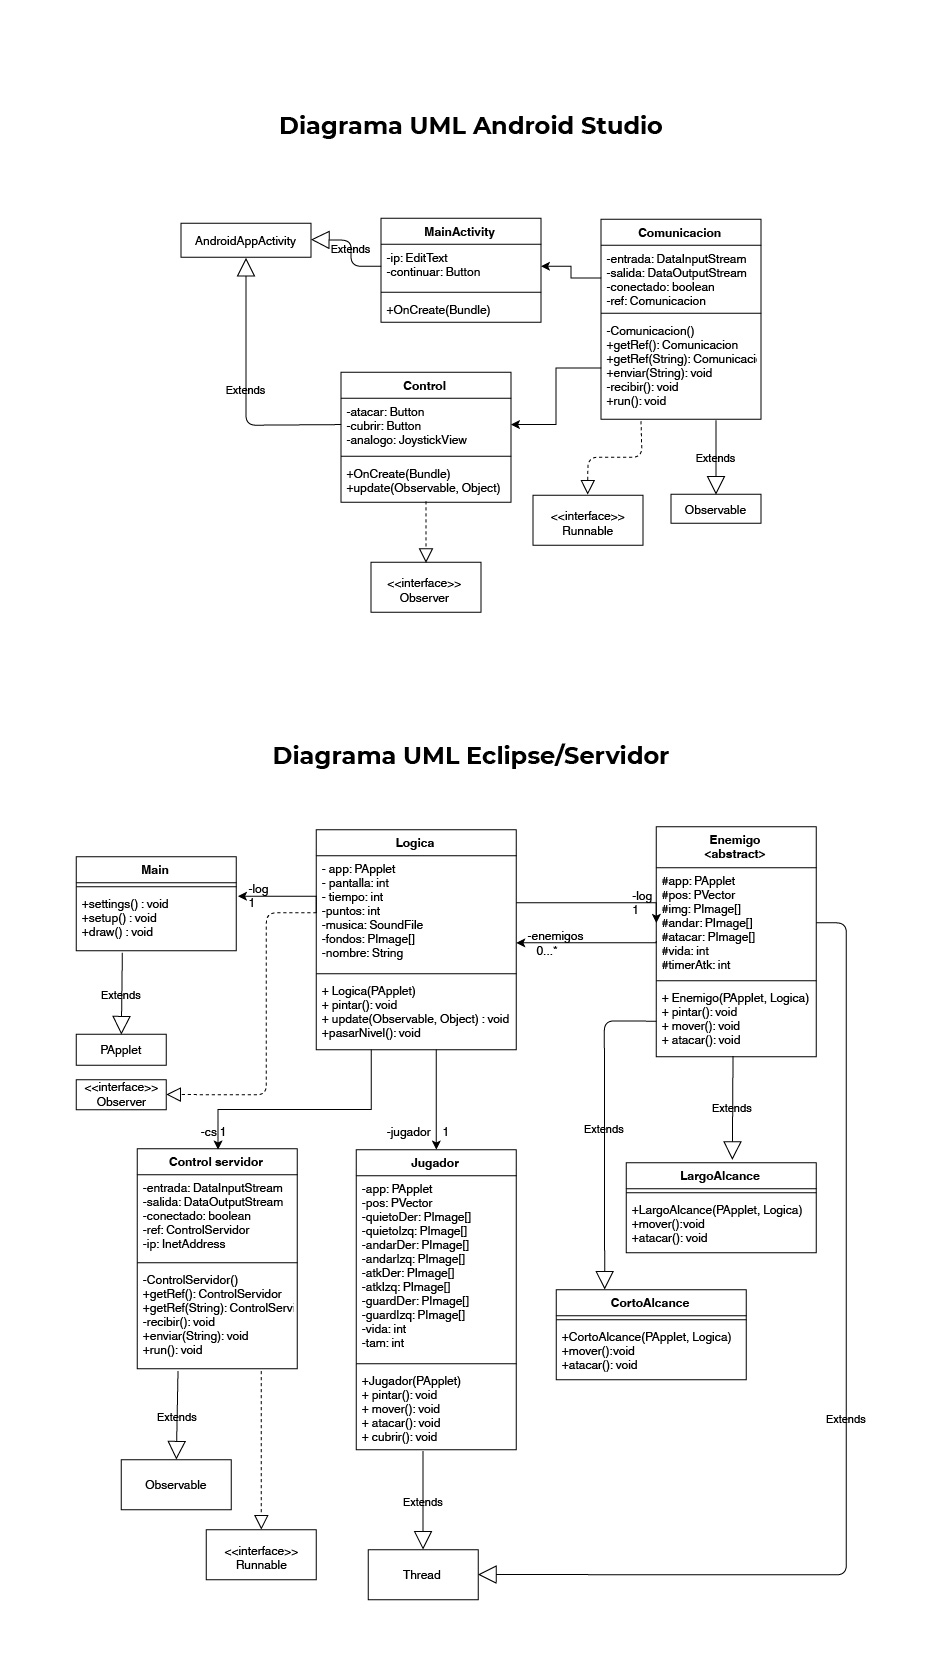 Diagrama UML Android Studio
AndroidAppActivity
Extends
MainActivity
-ip: EditText
-continuar: Button
+OnCreate(Bundle)
Comunicacion
-entrada: DataInputStream
-salida: DataOutputStream
-conectado: boolean
-ref: Comunicacion
-Comunicacion()
+getRef(): Comunicacion
+getRef(String): Comunicaci
+enviar(String): void
-recibir(): void
+run(): void
Extends
Control
-atacar: Button
-cubrir: Button
-analogo: JoystickView
+OnCreate(Bundle)
+update(Observable, Object)
Extends
<<interface>>
Runnable
Observable
<<interface>>
Observer
Diagrama UML Eclipse/Servidor
Main
+settings() : void
+setup() : void
+draw() : void
Extends
PApplet
<<interface>>
Observer
-log
1
Logica
- app: PApplet
- pantalla: int
- tiempo: int
-puntos: int
-musica: SoundFile
-fondos: PImage[]
-nombre: String
+ Logica(PApplet)
+ pintar(): void
+ update(Observable, Object) : void
+pasarNivel(): void
-log
1
-enemigos
0...*
Enemigo
<abstract>
#app: PApplet
#pos: PVector
#img: PImage[]
#andar: PImage[]
#atacar: PImage[]
#vida: int
#timerAtk: int
+ Enemigo(PApplet, Logica)
+ pintar(): void
+ mover(): void
+ atacar(): void
Extends
Extends
-cs 1
-jugador 1
Control servidor
-entrada: DataInputStream
-salida: DataOutputStream
-conectado: boolean
-ref: ControlServidor
-ip: InetAddress
-ControlServidor()
+getRef(): ControlServidor
+getRef(String): ControlServi
-recibir(): void
+enviar(String): void
+run(): void
Jugador
-app: PApplet
-pos: PVector
-quietoDer: PImage[]
-quietoIzq: PImage[]
-andarDer: PImage[]
-andarIzq: PImage[]
-atkDer: PImage[]
-atkIzq: PImage[]
-guardDer: PImage[]
-guardIzq: PImage[]
-vida: int
-tam: int
+Jugador(PApplet)
+ pintar(): void
+ mover(): void
+ atacar(): void
+ cubrir(): void
LargoAlcance
+LargoAlcance(PApplet, Logica)
+mover():void
+atacar(): void
CortoAlcance
+CortoAlcance(PApplet, Logica)
+mover():void
+atacar(): void
Extends
Extends
Observable
<<interface>>
Runnable
Extends
Thread